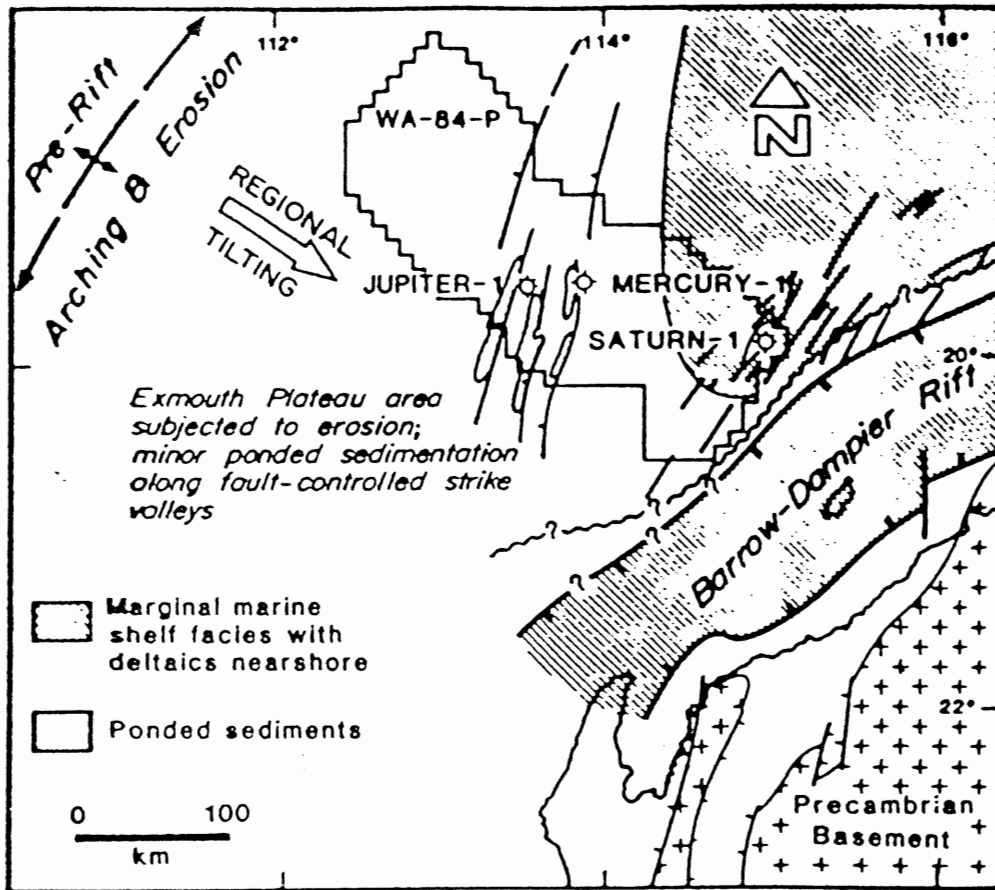 112°
114°
116°
Pre-Rift
Arching & Erosion
WA-84-P
N
REGIONAL
TILTING
JUPITER-1
MERCURY-1
SATURN-1
20°
Exmouth Plateau area
subjected to erosion;
minor ponded sedimentation
along fault-controlled strike
valleys
?
?
?
?
?
?
Barrow-Dampier Rift
Marginal marine
shelf facies with
deltaics nearshore
Ponded sediments
22°
0 100
km
Precambrian
Basement